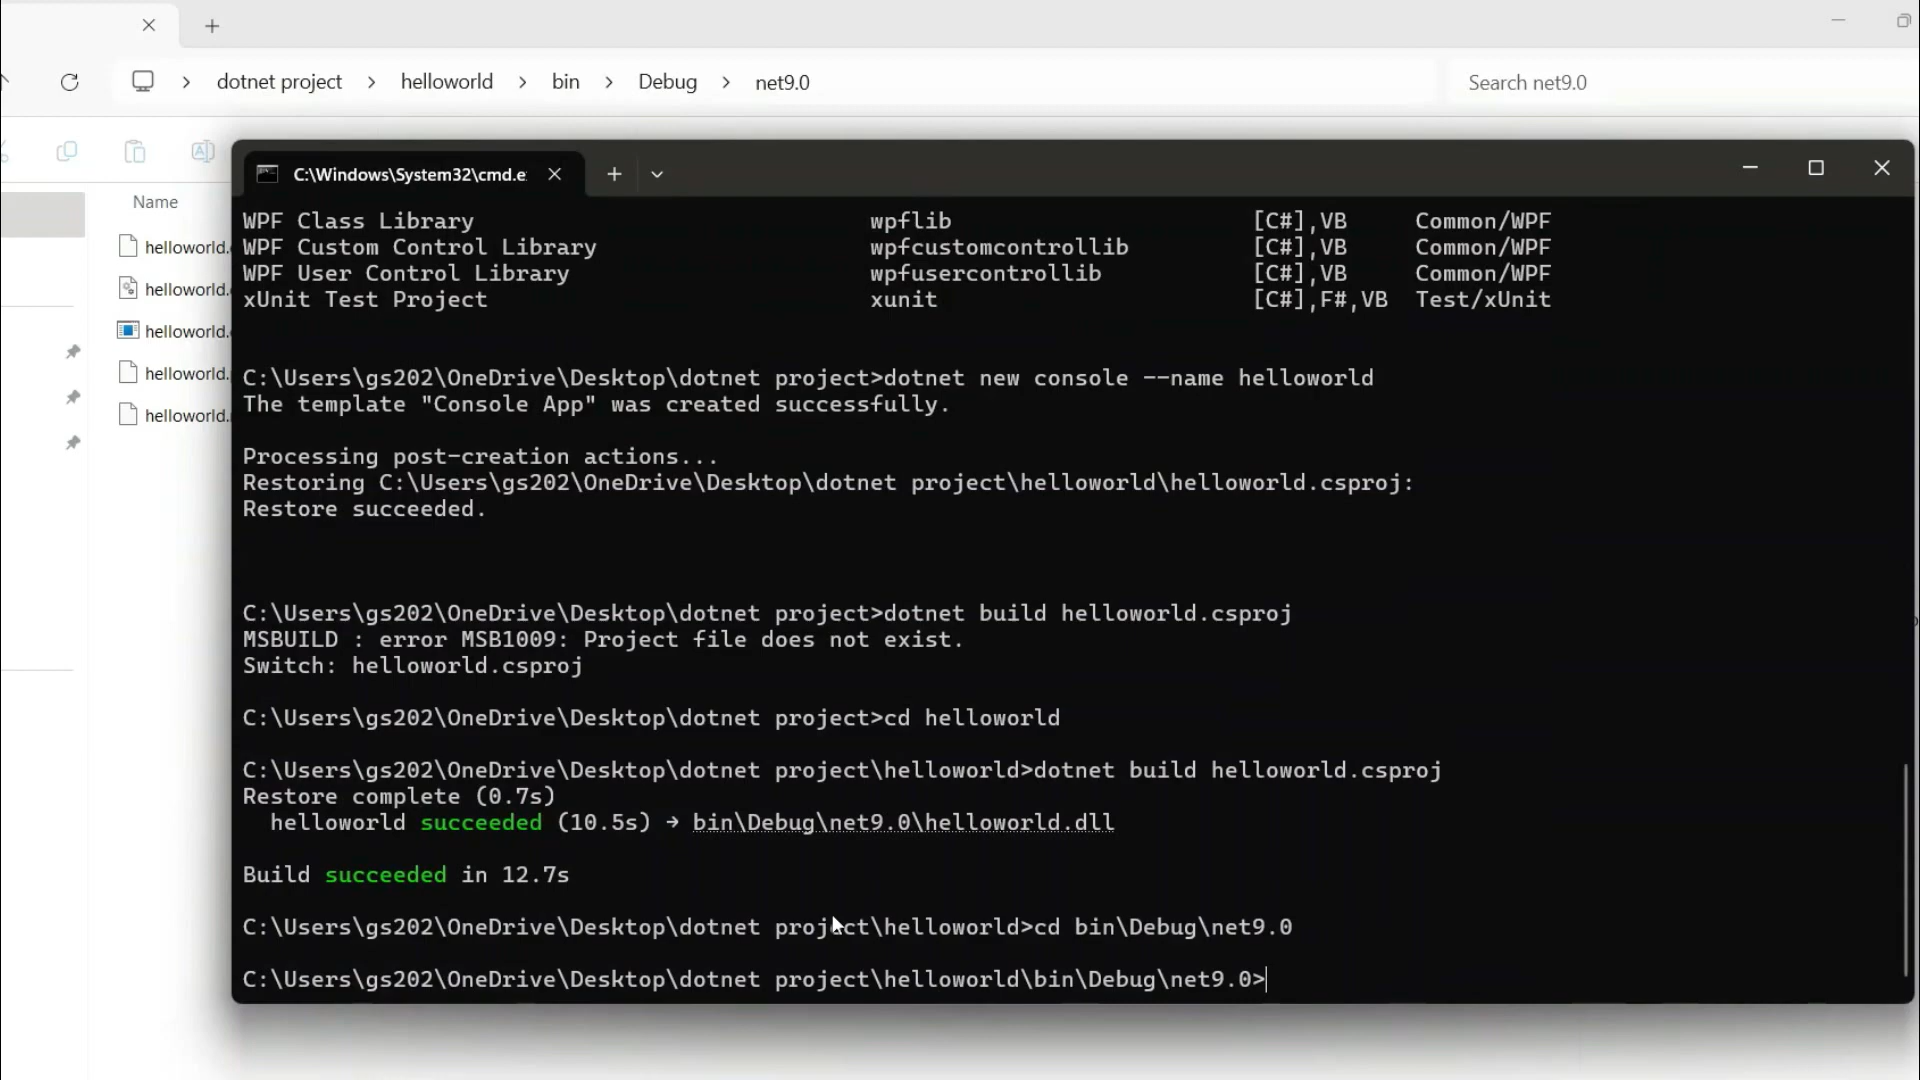 dotnet project > helloworld > bin > Debug > net9.0
Search net9.0
C:\Windows\System32\cmd.e
Name
helloworld.
helloworld.
helloworld.
helloworld.
helloworld.
WPF Class Library wpflib [C#],VB Common/WPF
WPF Custom Control Library wpfcustomcontrollib [C#],VB Common/WPF
WPF User Control Library wpfusercontrollib [C#],VB Common/WPF
xUnit Test Project xunit [C#],F#,VB Test/xUnit
C:\Users\gs202\OneDrive\Desktop\dotnet project>dotnet new console --name helloworld
The template "Console App" was created successfully.
Processing post-creation actions...
Restoring C:\Users\gs202\OneDrive\Desktop\dotnet project\helloworld\helloworld.csproj:
Restore succeeded.
C:\Users\gs202\OneDrive\Desktop\dotnet project>dotnet build helloworld.csproj
MSBUILD : error MSB1009: Project file does not exist.
Switch: helloworld.csproj
C:\Users\gs202\OneDrive\Desktop\dotnet project>cd helloworld
C:\Users\gs202\OneDrive\Desktop\dotnet project\helloworld>dotnet build helloworld.csproj
Restore complete (0.7s)
helloworld succeeded (10.5s) → bin\Debug\net9.0\helloworld.dll
Build succeeded in 12.7s
C:\Users\gs202\OneDrive\Desktop\dotnet project\helloworld>cd bin\Debug\net9.0
C:\Users\gs202\OneDrive\Desktop\dotnet project\helloworld\bin\Debug\net9.0>